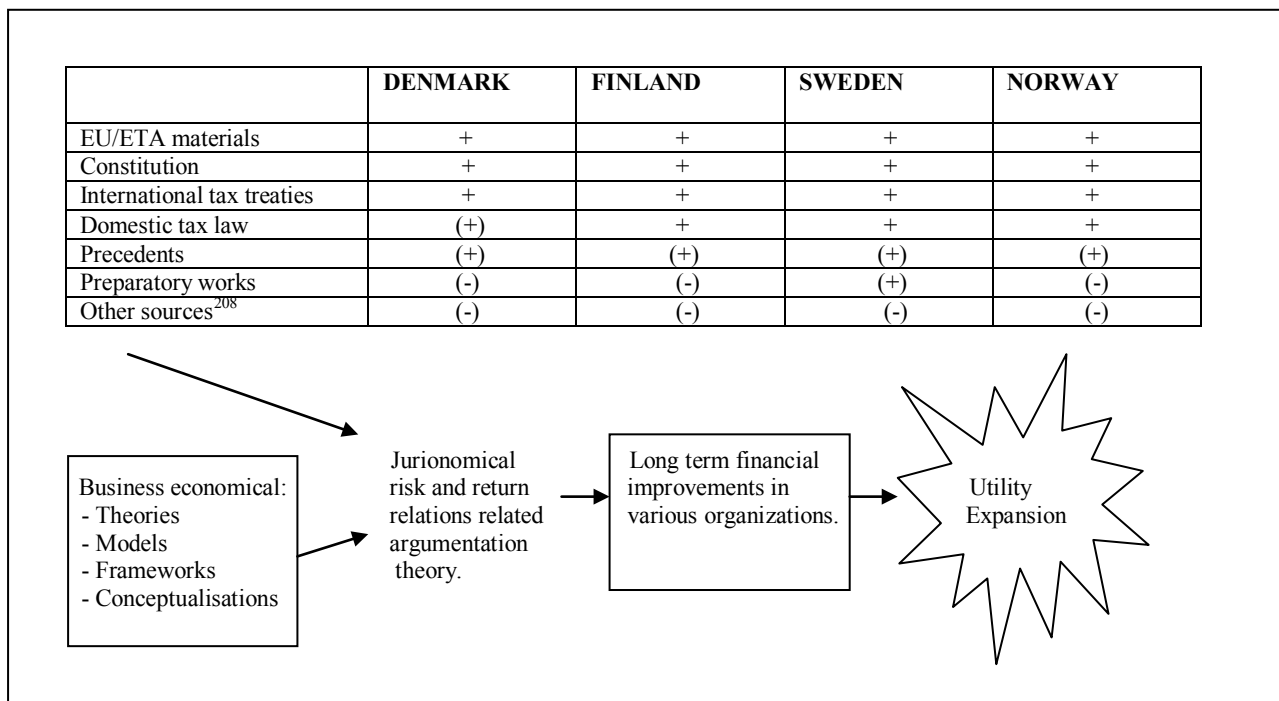 DENMARK FINLAND SWEDEN NORWAY
EU/ETA materials + + + +
Constitution + + + +
International tax treaties + + + +
Domestic tax law (+) + + +
Precedents (+) (+) (+) (+)
Preparatory works (-) (-) (+) (-)
Other sources208 (-) (-) (-) (-)
Business economical:
- Theories
- Models
- Frameworks
- Conceptualisations
Jurionomical
risk and return
relations related
argumentation
theory.
Long term financial
improvements in
various organizations.
Utility
Expansion